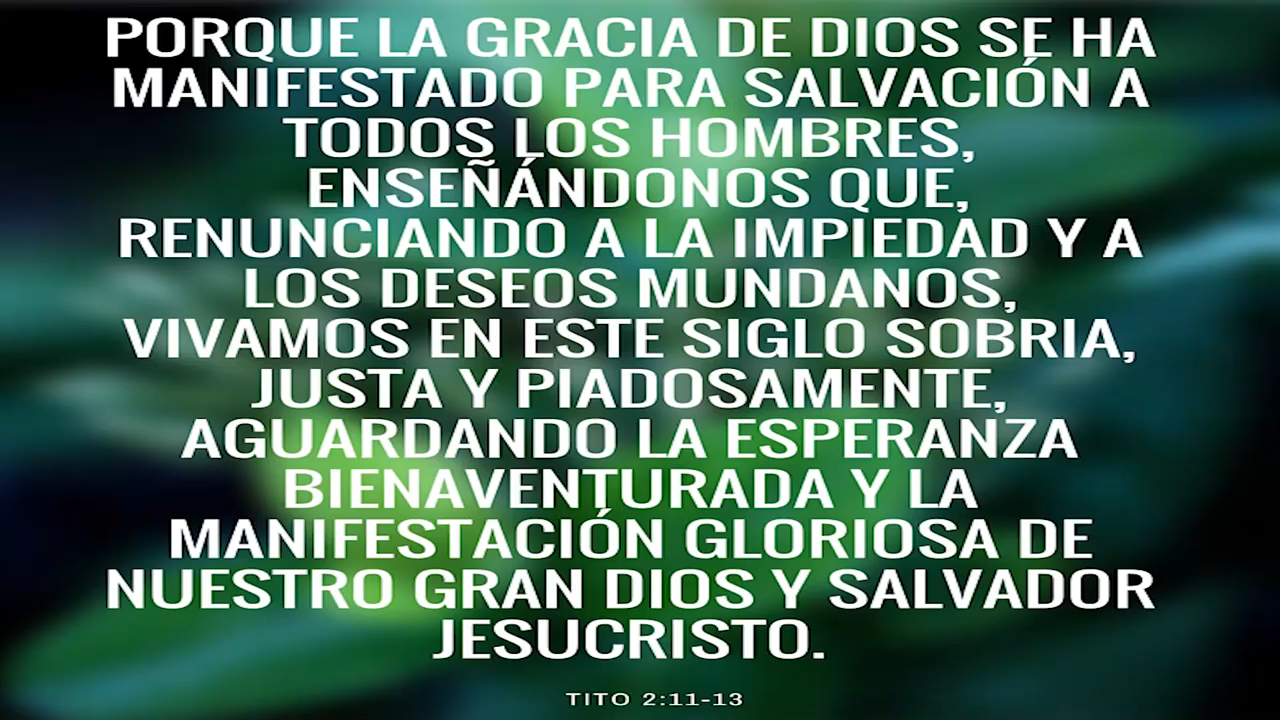 PORQUE LA GRACIA DE DIOS SE HA
MANIFESTADO PARA SALVACIÓN A
TODOS LOS HOMBRES,
ENSEÑÁNDONOS QUE,
RENUNCIANDO A LA IMPIEDAD Y A
LOS DESEOS MUNDANOS,
VIVAMOS EN ESTE SIGLO SOBRIA,
JUSTA Y PIADOSAMENTE,
AGUARDANDO LA ESPERANZA
BIENAVENTURADA Y LA
MANIFESTACIÓN GLORIOSA DE
NUESTRO GRAN DIOS Y SALVADOR
JESUCRISTO.
TITO 2:11-13